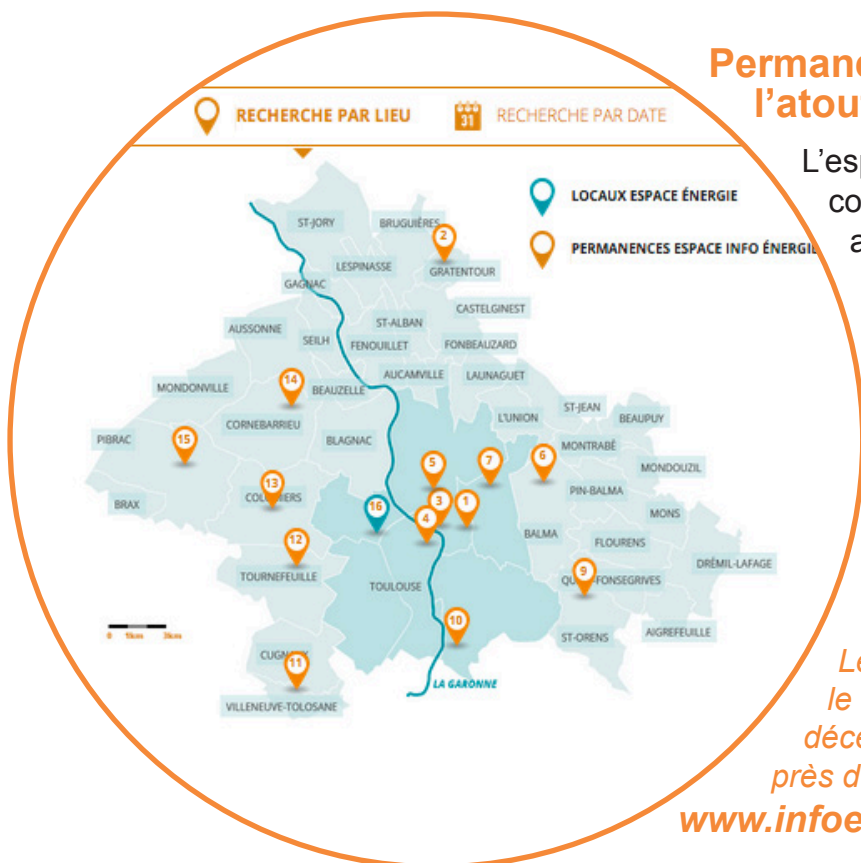 Permanen
l’atou
L’esp
co
a
RECHERCHE PAR LIEU
31 RECHERCHE PAR DATE
LOCAUX ESPACE ÉNERGIE
PERMANENCES ESPACE INFO ÉNERGIE
ST-JORY
BRUGUIÈRES
2
LESPINASSE
GRATENTOUR
GAGNAC
CASTELGINEST
AUSSONNE
ST-ALBAN
SEILH
FENOUILLET
FONBEAUZARD
MONDONVILLE
14
BEAUZELLE
AUCAMVILLE
LAUNAGUET
ST-JEAN
BEAUPUY
CORNEBARRIEU
L'UNION
PIBRAC
15
BLAGNAC
MONTRABÉ
5
7
6
MONDOUZIL
BRAX
13
16
3
1
PIN-BALMA
4
MONS
12
BALMA
FLOURENS
DRÉMIL-LAFAGE
TOURNEFEUILLE
TOULOUSE
9
10
ST-ORENS
AIGREFEUILLE
0
3km
11
LA GARONNE
VILLENEUVE-TOLOSANE
Le
le
déce
près d
www.infoe